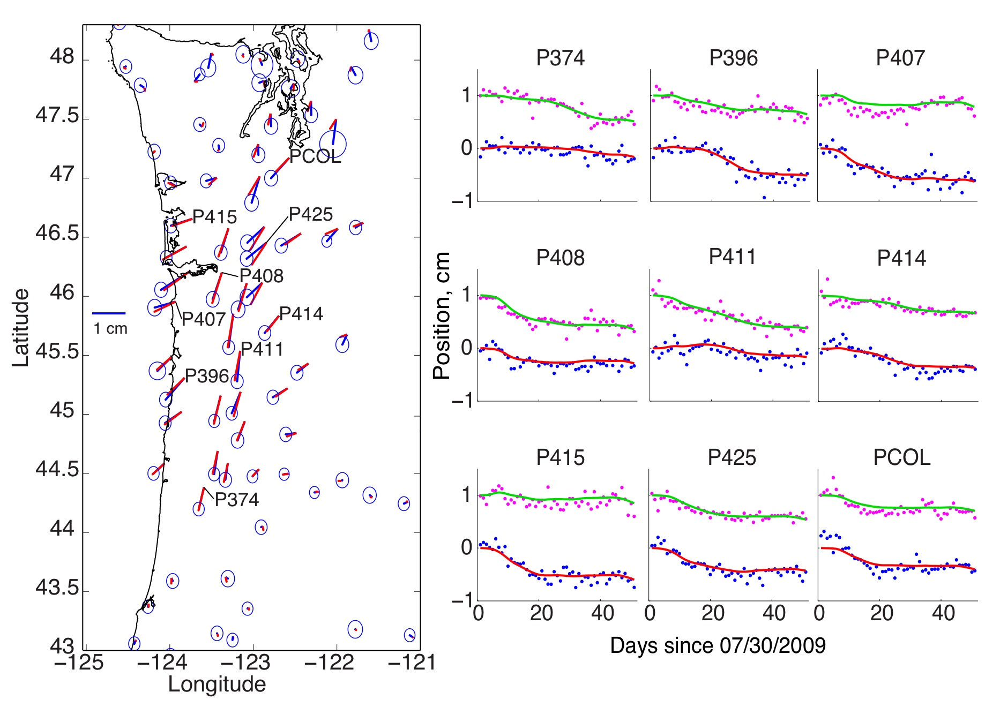 48
47.5
47
46.5
46
45.5
45
44.5
44
43.5
43
−125
−124
−123
−122
−121
Latitude
Longitude
1 cm
PCOL
P415
P425
P408
P407
P414
P411
P396
P374
P374
P396
P407
1
0
−1
P408
P411
P414
1
0
−1
Position, cm
P415
P425
PCOL
1
0
−1
0 20 40
0 20 40
0 20 40
Days since 07/30/2009